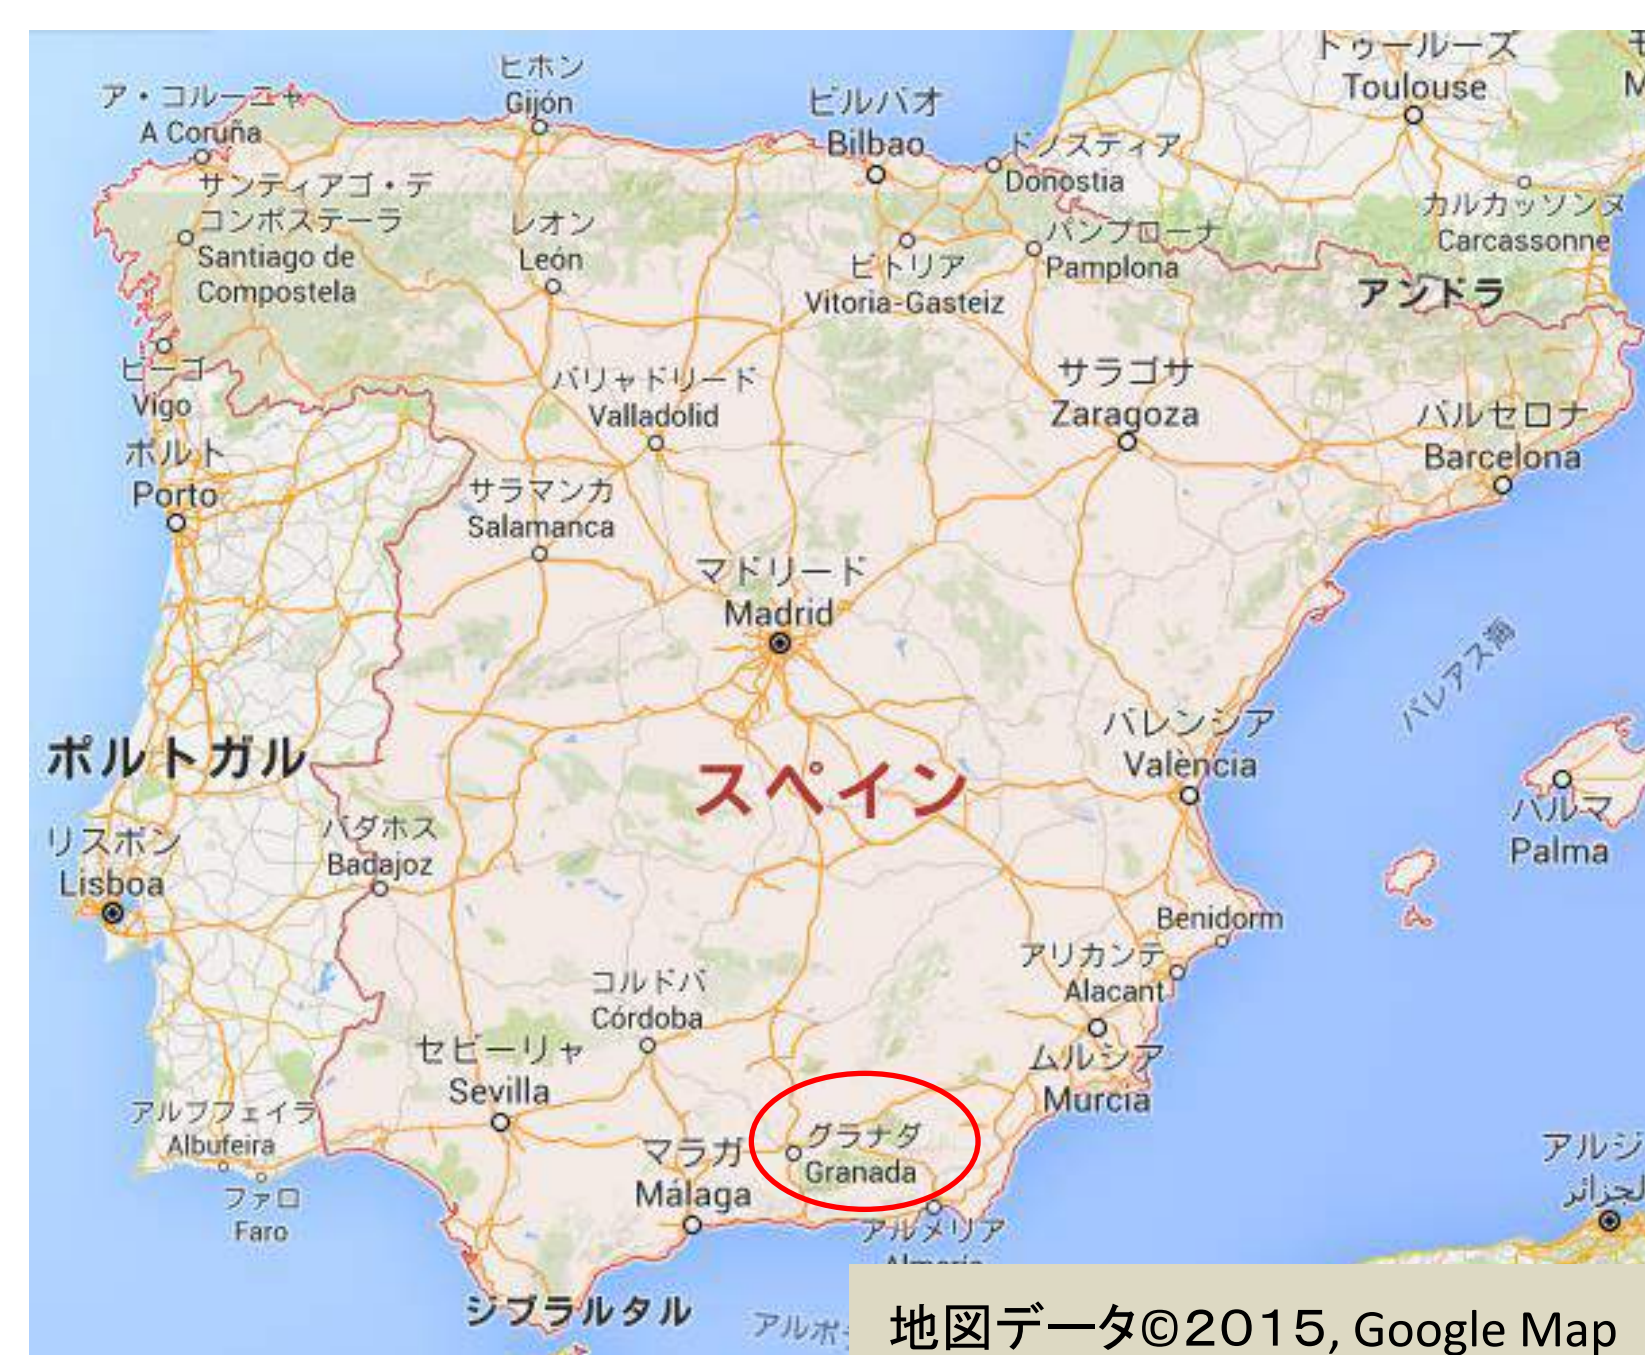 トゥールーズ
Toulouse
ヒホン
Gijón
ア・コルーニャ
A Coruña
ビルバオ
Bilbao
ドノスティア
Donostia
サンティアゴ・デ
コンポステーラ
Santiago de
Compostela
レオン
León
ビトリア
Vitoria-Gasteiz
パンプローナ
Pamplona
カルカッソンヌ
Carcassonne
アンドラ
ビーゴ
Vigo
バリャドリード
Valladolid
サラゴサ
Zaragoza
バルセロナ
Barcelona
ポルト
Porto
サラマンカ
Salamanca
マドリード
Madrid
バレアス海
ポルトガル
スペイン
バレンシア
València
パルマ
Palma
リスボン
Lisboa
バダホス
Badajoz
Benidorm
アリカンテ
Alacant
コルドバ
Córdoba
セビーリャ
Sevilla
ムルシア
Murcia
アルブフェイラ
Albufeira
マラガ
Málaga
グラナダ
Granada
ファロ
Faro
アルメリア
ジブラルタル
地図データ©2015, Google Map